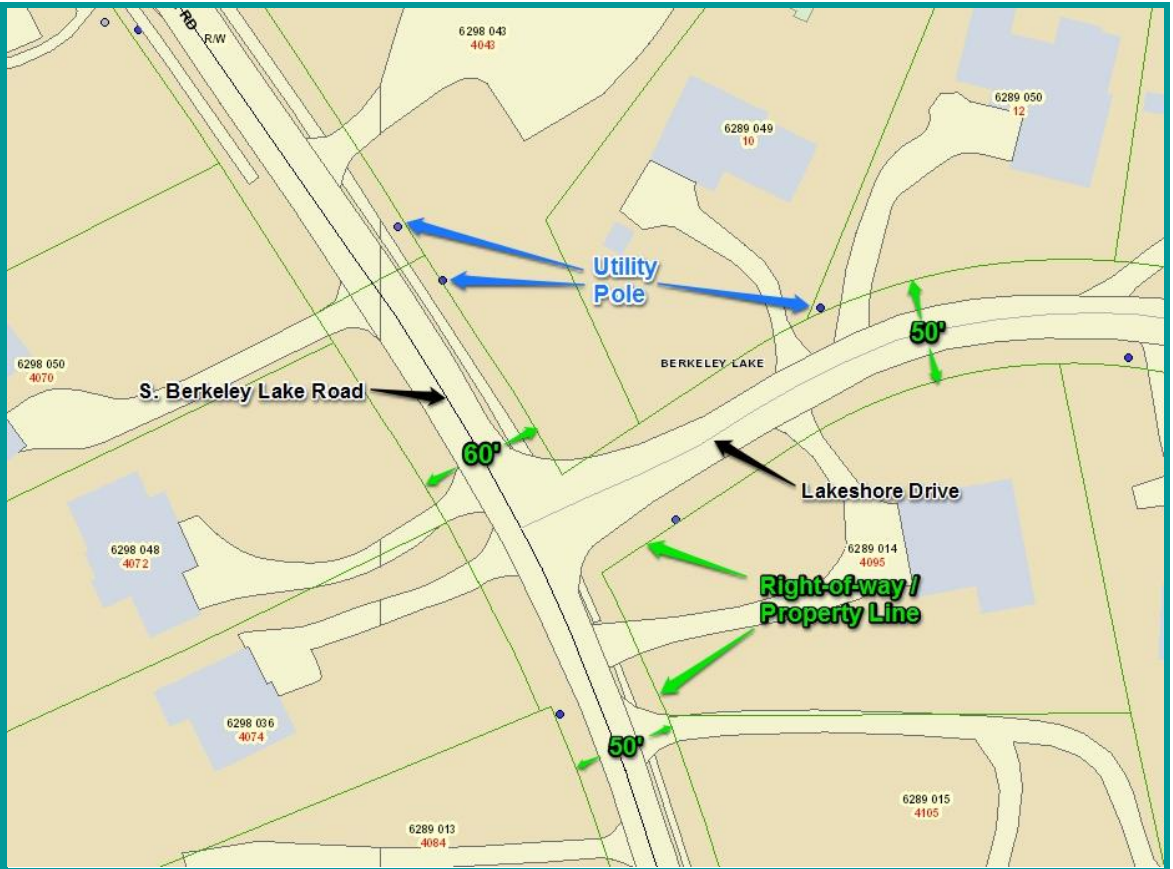 RD
R/W
6298 043
4043
6289 050
12
6289 049
10
Utility
Pole
50'
BERKELEY LAKE
6298 050
4070
S. Berkeley Lake Road
60'
Lakeshore Drive
6298 048
4072
6289 014
4095
Right-of-way /
Property Line
6298 036
4074
50'
6289 015
4105
6289 013
4084